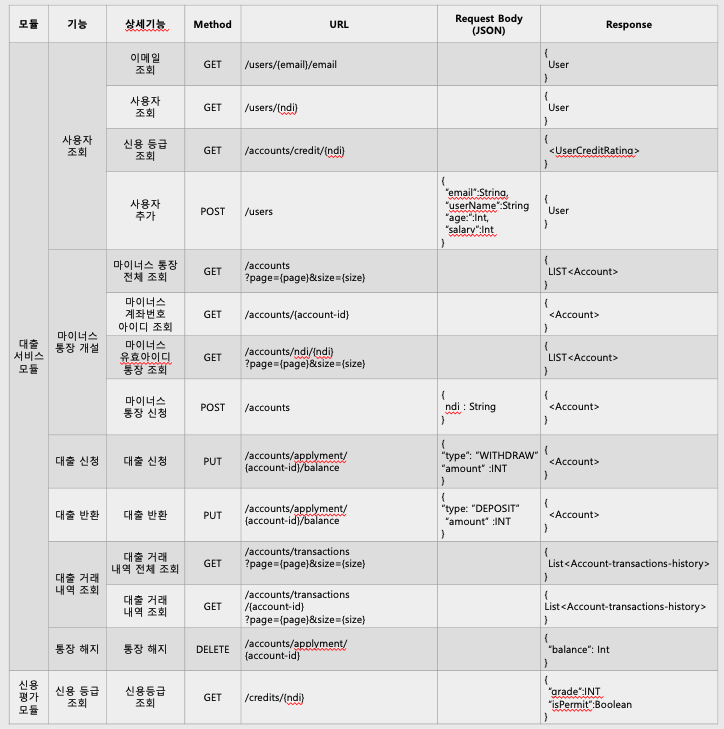 모듈 기능 상세기능 Method URL Request Body (JSON) Response
대출
서비스
모듈
사용자
조회
이메일
조회
GET
/users/{email}/email
{
User
}
사용자
조회
GET
/users/{ndi}
{
User
}
신용 등급
조회
GET
/accounts/credit/{ndi}
{
<UserCreditRating>
}
사용자
추가
POST
/users
{
"email":String,
"userName":String
"age:":Int,
"salary":Int
}
{
User
}
마이너스
통장 개설
마이너스 통장
전체 조회
GET
/accounts
?page={page}&size={size}
{
LIST<Account>
}
마이너스
계좌번호
아이디 조회
GET
/accounts/{account-id}
{
<Account>
}
마이너스
유효아이디
통장 조회
GET
/accounts/ndi/{ndi}
?page={page}&size={size}
{
LIST<Account>
}
마이너스
통장 신청
POST
/accounts
{
ndi : String
}
{
<Account>
}
대출 신청
대출 신청
PUT
/accounts/applyment/
{account-id}/balance
{
"type": "WITHDRAW"
"amount" :INT
}
{
<Account>
}
대출 반환
대출 반환
PUT
/accounts/applyment/
{account-id}/balance
{
"type: "DEPOSIT"
"amount" :INT
}
{
<Account>
}
대출 거래
내역 조회
대출 거래
내역 전체 조회
GET
/accounts/transactions
?page={page}&size={size}
{
List<Account-transactions-history>
}
대출 거래
내역 조회
GET
/accounts/transactions
/{account-id}
?page={page}&size={size}
{
List<Account-transactions-history>
}
통장 해지
통장 해지
DELETE
/accounts/applyment/
{account-id}
{
"balance": Int
}
신용
평가
모듈
신용 등급
조회
신용등급
조회
GET
/credits/{ndi}
{
"grade":INT
"isPermit":Boolean
}